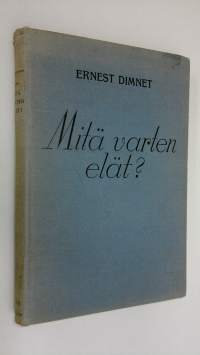 ERNEST DIMNET
Mitä varten
elät?